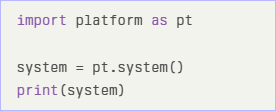 import platform as pt

system = pt.system()
print(system)